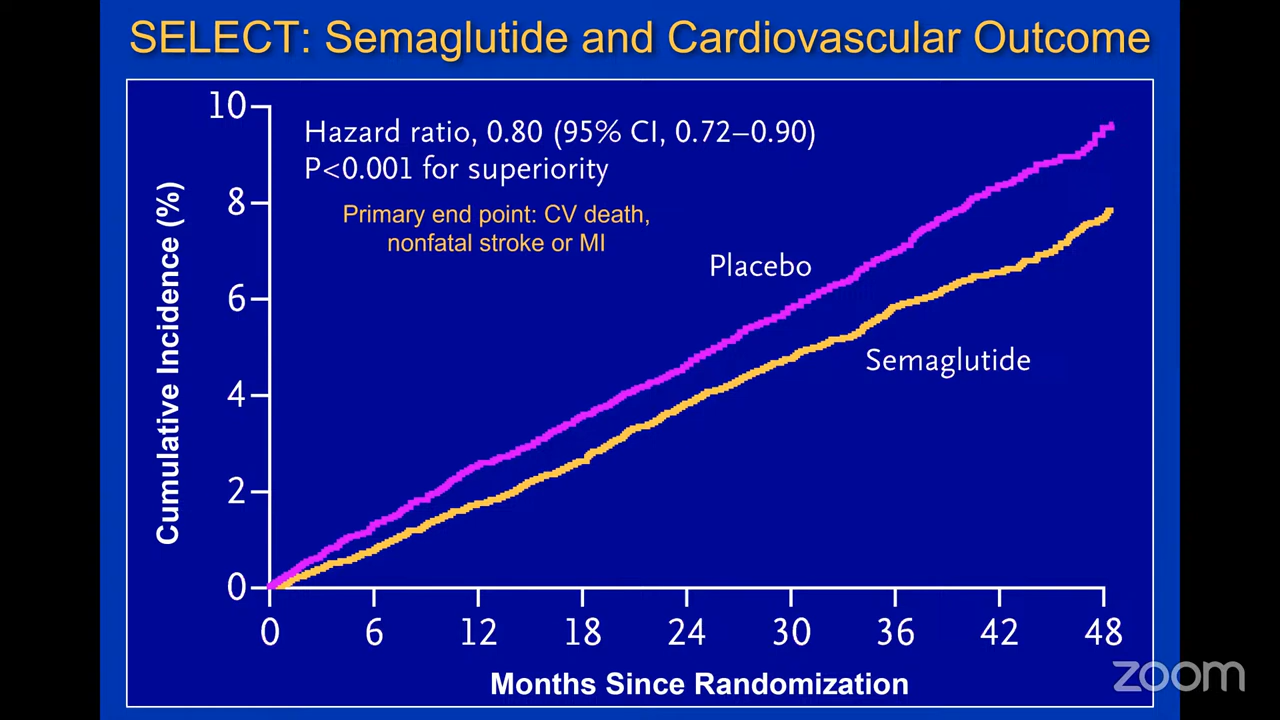 SELECT: Semaglutide and Cardiovascular Outcome
10
Hazard ratio, 0.80 (95% CI, 0.72–0.90)
P<0.001 for superiority
8
Primary end point: CV death,
nonfatal stroke or MI
Placebo
6
Semaglutide
4
2
0
Cumulative Incidence (%)
0 6 12 18 24 30 36 42 48
Months Since Randomization
zoom